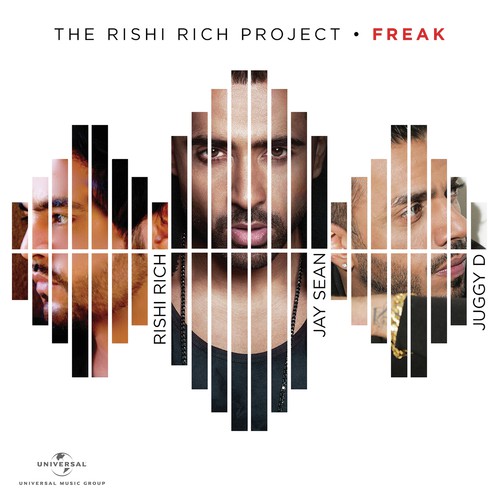 THE RISHI RICH PROJECT • FREAK
RISHI RICH
JAY SEAN
JUGGY D
UNIVERSAL
UNIVERSAL MUSIC GROUP